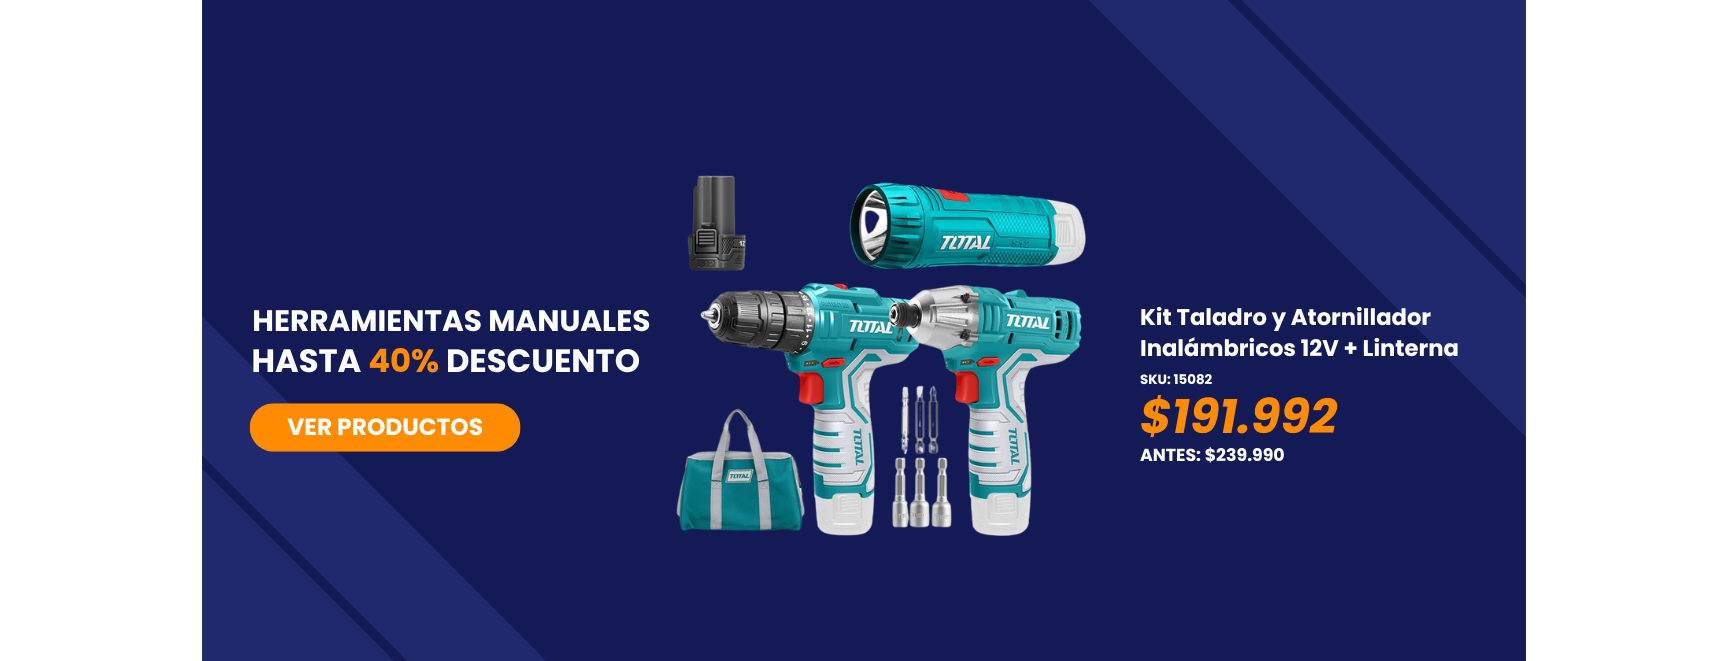 HERRAMIENTAS MANUALES
HASTA 40% DESCUENTO
VER PRODUCTOS
12
TOTAL
TOTAL
TOTAL
TOTAL
TOTAL
TOTAL
Kit Taladro y Atornillador
Inalámbricos 12V + Linterna
SKU: 15082
$191.992
ANTES: $239.990